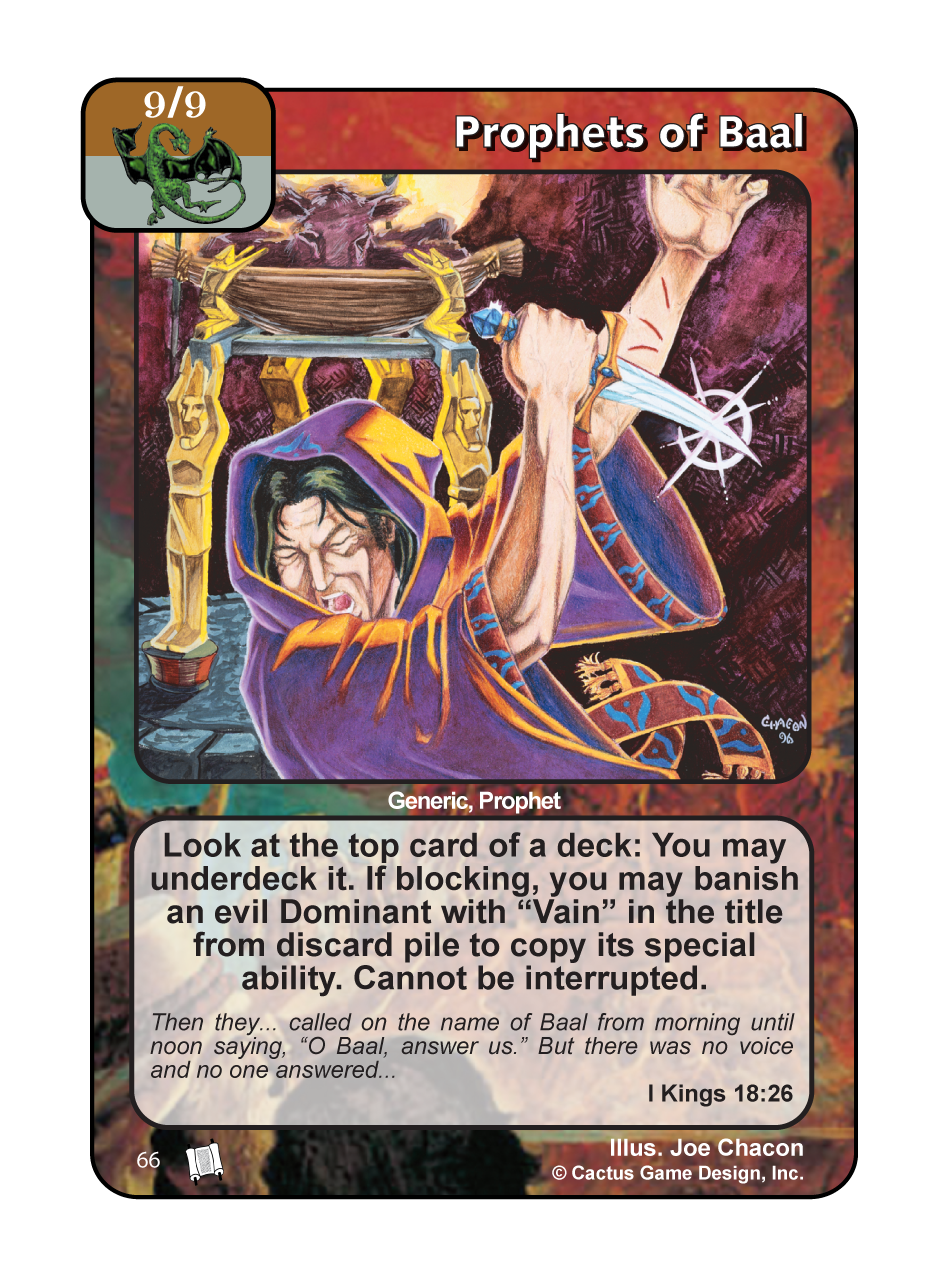 9/9
Prophets of Baal
CHACON
96
Generic, Prophet
Look at the top card of a deck: You may
underdeck it. If blocking, you may banish
an evil Dominant with “Vain” in the title
from discard pile to copy its special
ability. Cannot be interrupted.
Then they... called on the name of Baal from morning until
noon saying, “O Baal, answer us.” But there was no voice
and no one answered...
I Kings 18:26
66
Illus. Joe Chacon
© Cactus Game Design, Inc.